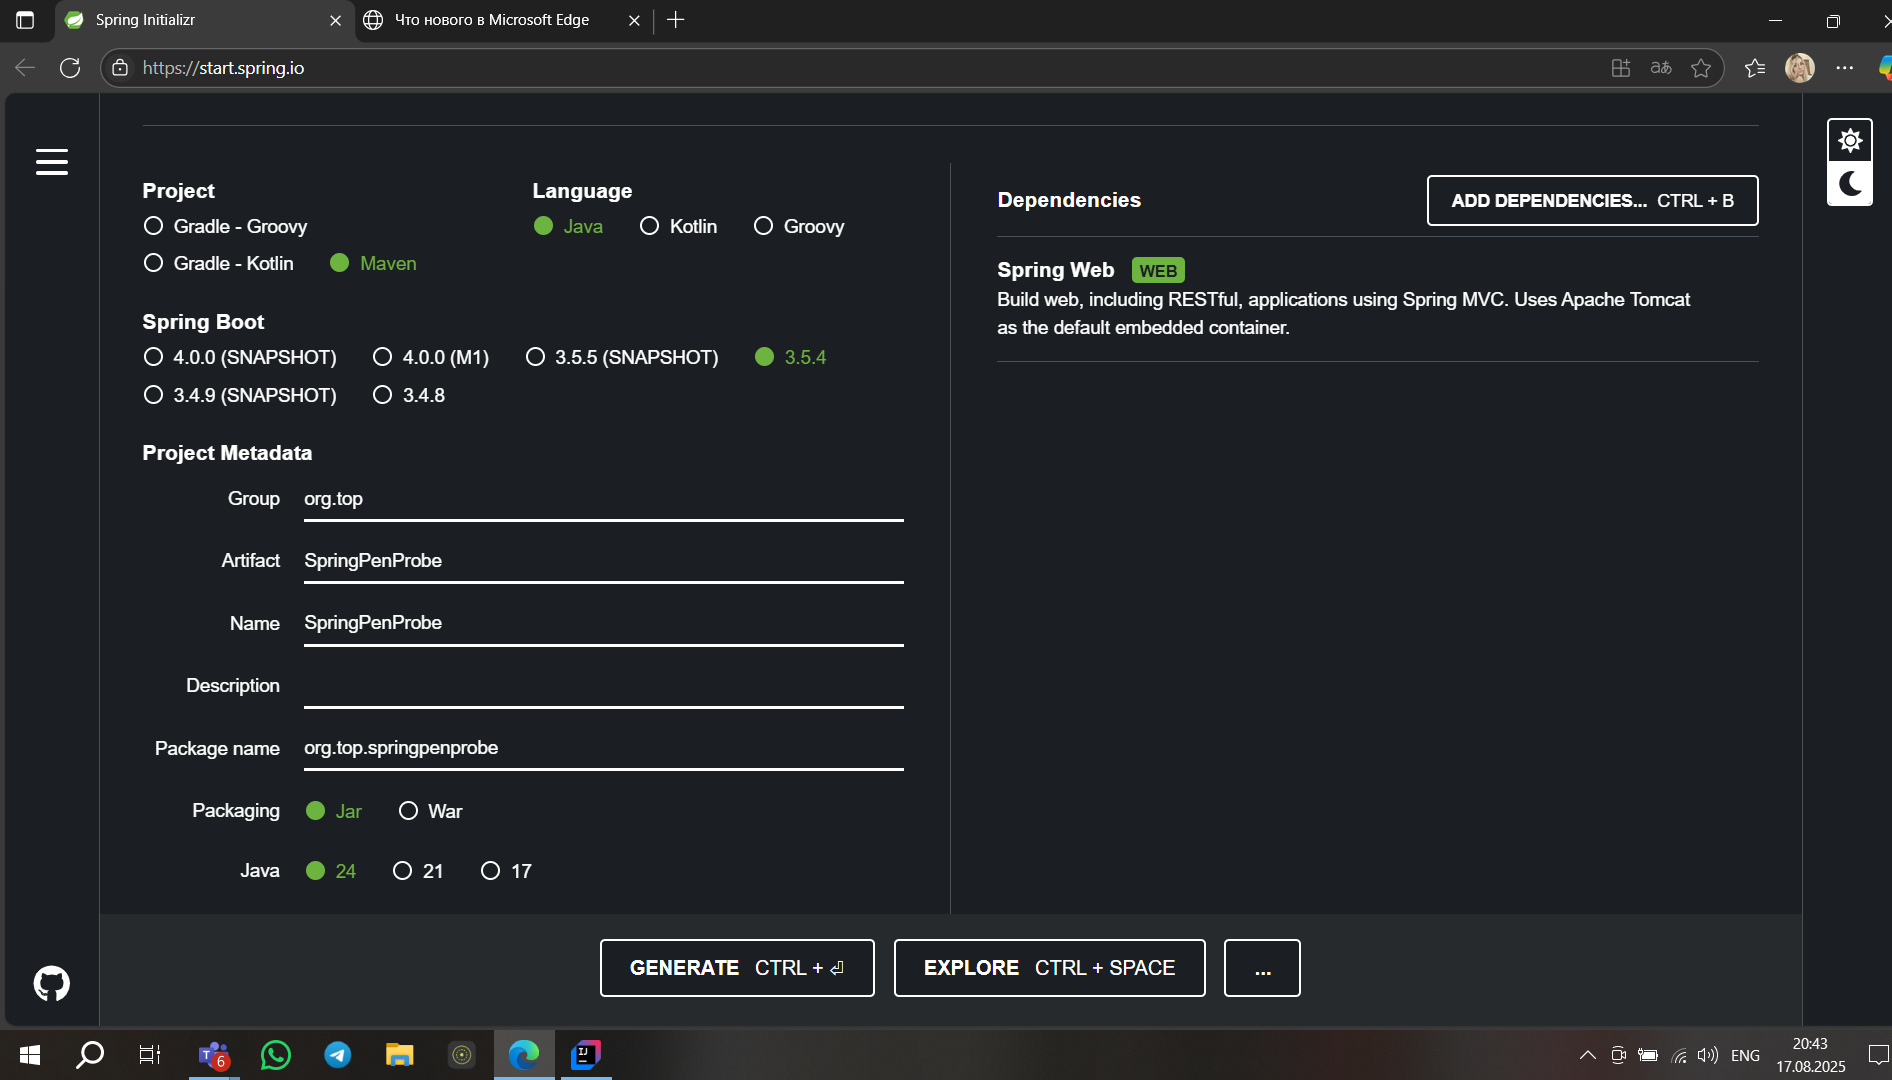 Spring Initializr
Что нового в Microsoft Edge
https://start.spring.io
Project
Gradle - Groovy
Gradle - Kotlin
Maven
Language
Java
Kotlin
Groovy
Spring Boot
4.0.0 (SNAPSHOT)
4.0.0 (M1)
3.5.5 (SNAPSHOT)
3.5.4
3.4.9 (SNAPSHOT)
3.4.8
Project Metadata
Group
org.top
Artifact
SpringPenProbe
Name
SpringPenProbe
Description
Package name
org.top.springpenprobe
Packaging
Jar
War
Java
24
21
17
Dependencies
ADD DEPENDENCIES... CTRL + B
Spring Web WEB
Build web, including RESTful, applications using Spring MVC. Uses Apache Tomcat
as the default embedded container.
GENERATE CTRL + ⏎
EXPLORE CTRL + SPACE
...
6
ENG
20:43
17.08.2025